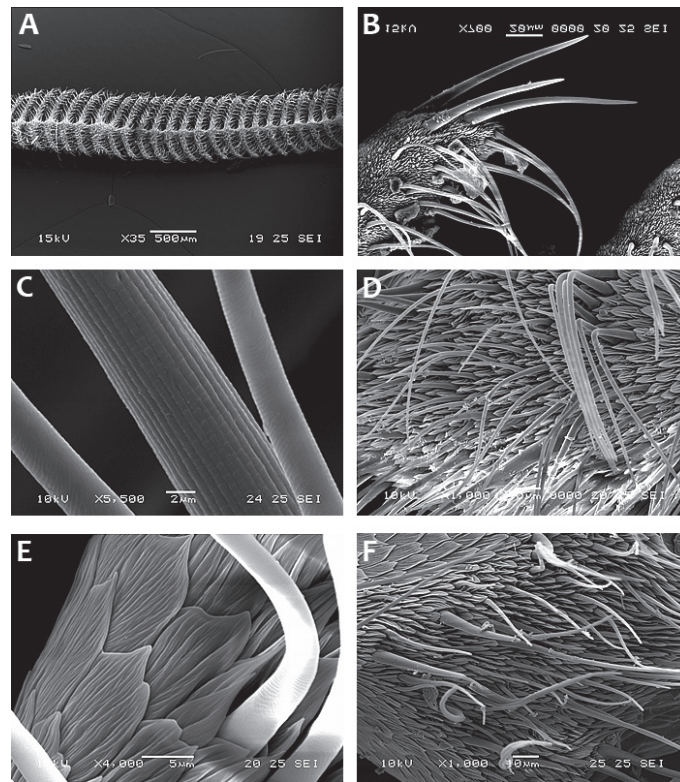 A
15kV X35 500µm 19 25 SEI
B
15kV X700 20µm 0000 20 25 SEI
C
10kV X5,500 2µm 24 25 SEI
D
10kV X1,000 10µm 0000 20 25 SEI
E
10kV X4,000 5µm 20 25 SEI
F
10kV X1,000 10µm 25 25 SEI